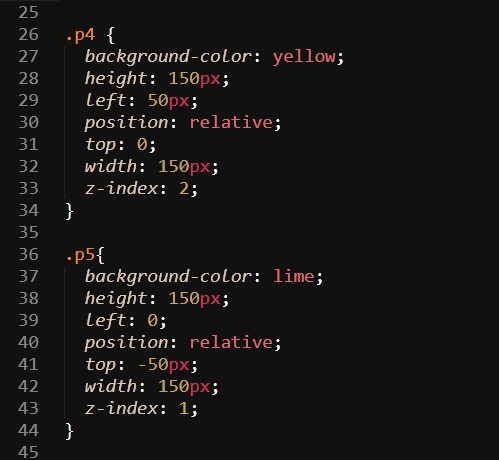 25
26 .p4 {
27 background-color: yellow;
28 height: 150px;
29 left: 50px;
30 position: relative;
31 top: 0;
32 width: 150px;
33 z-index: 2;
34 }
35
36 .p5{
37 background-color: lime;
38 height: 150px;
39 left: 0;
40 position: relative;
41 top: -50px;
42 width: 150px;
43 z-index: 1;
44 }
45